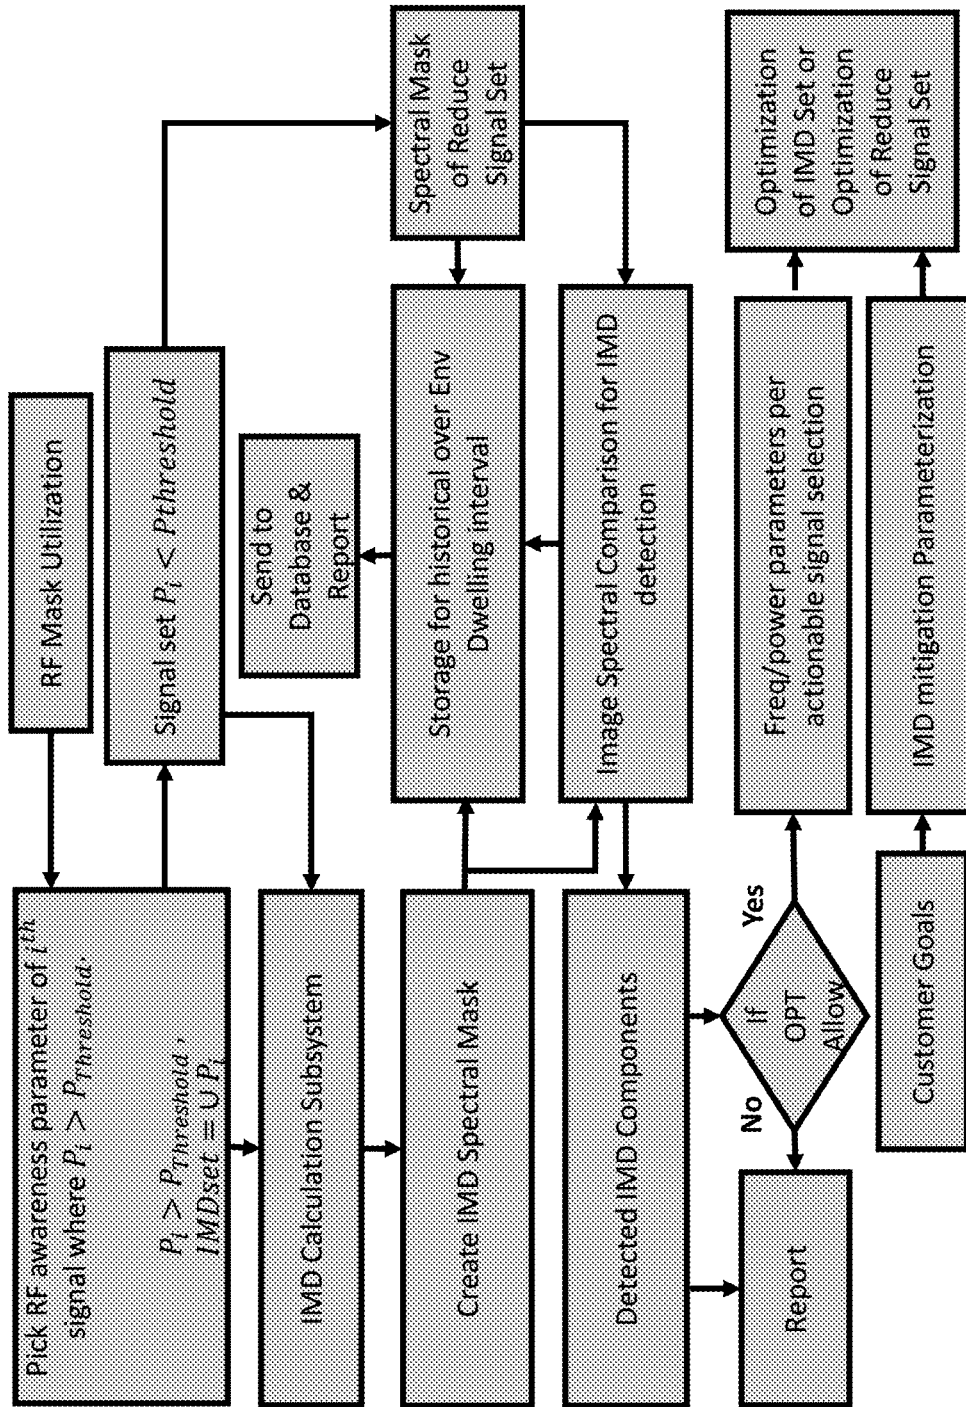 RF Mask Utilization
Pick RF awareness parameter of i^th
signal where P_i > P_Threshold,
P_i > P_Threshold,
IMDset = ∪P_i
Signal set P_i < Pthreshold
IMD Calculation Subsystem
Send to
Database &
Report
Spectral Mask
of Reduce
Signal Set
Create IMD Spectral Mask
Storage for historical over Env
Dwelling Interval
Detected IMD Components
Image Spectral Comparison for IMD
detection
No
If
OPT
Allow
Yes
Report
Freq/power parameters per
actionable signal selection
Optimization
of IMD Set or
Optimization
of Reduce
Signal Set
Customer Goals
IMD mitigation Parameterization